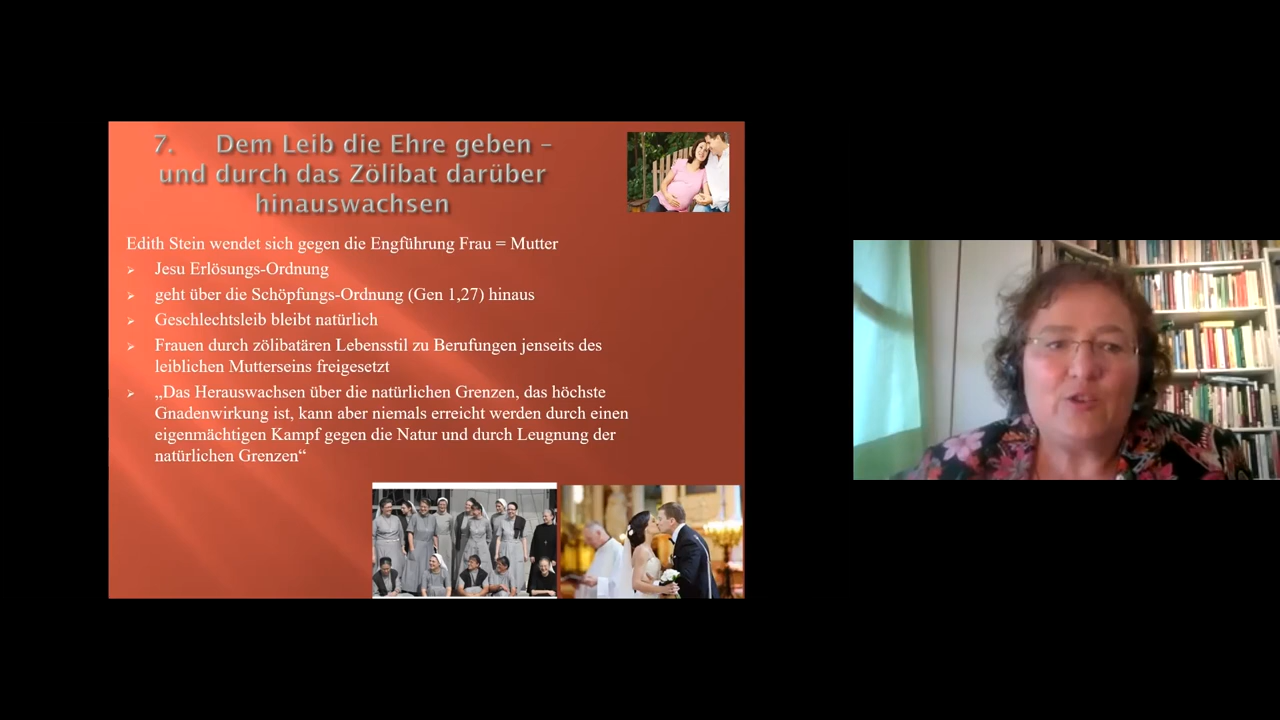 7. Dem Leib die Ehre geben –
und durch das Zölibat darüber
hinauswachsen
Edith Stein wendet sich gegen die Engführung Frau = Mutter
➢ Jesu Erlösungs-Ordnung
➢ geht über die Schöpfungs-Ordnung (Gen 1,27) hinaus
➢ Geschlechtsleib bleibt natürlich
➢ Frauen durch zölibatären Lebensstil zu Berufungen jenseits des
leiblichen Mutterseins freigesetzt
➢ „Das Herauswachsen über die natürlichen Grenzen, das höchste
Gnadenwirkung ist, kann aber niemals erreicht werden durch einen
eigenmächtigen Kampf gegen die Natur und durch Leugnung der
natürlichen Grenzen“